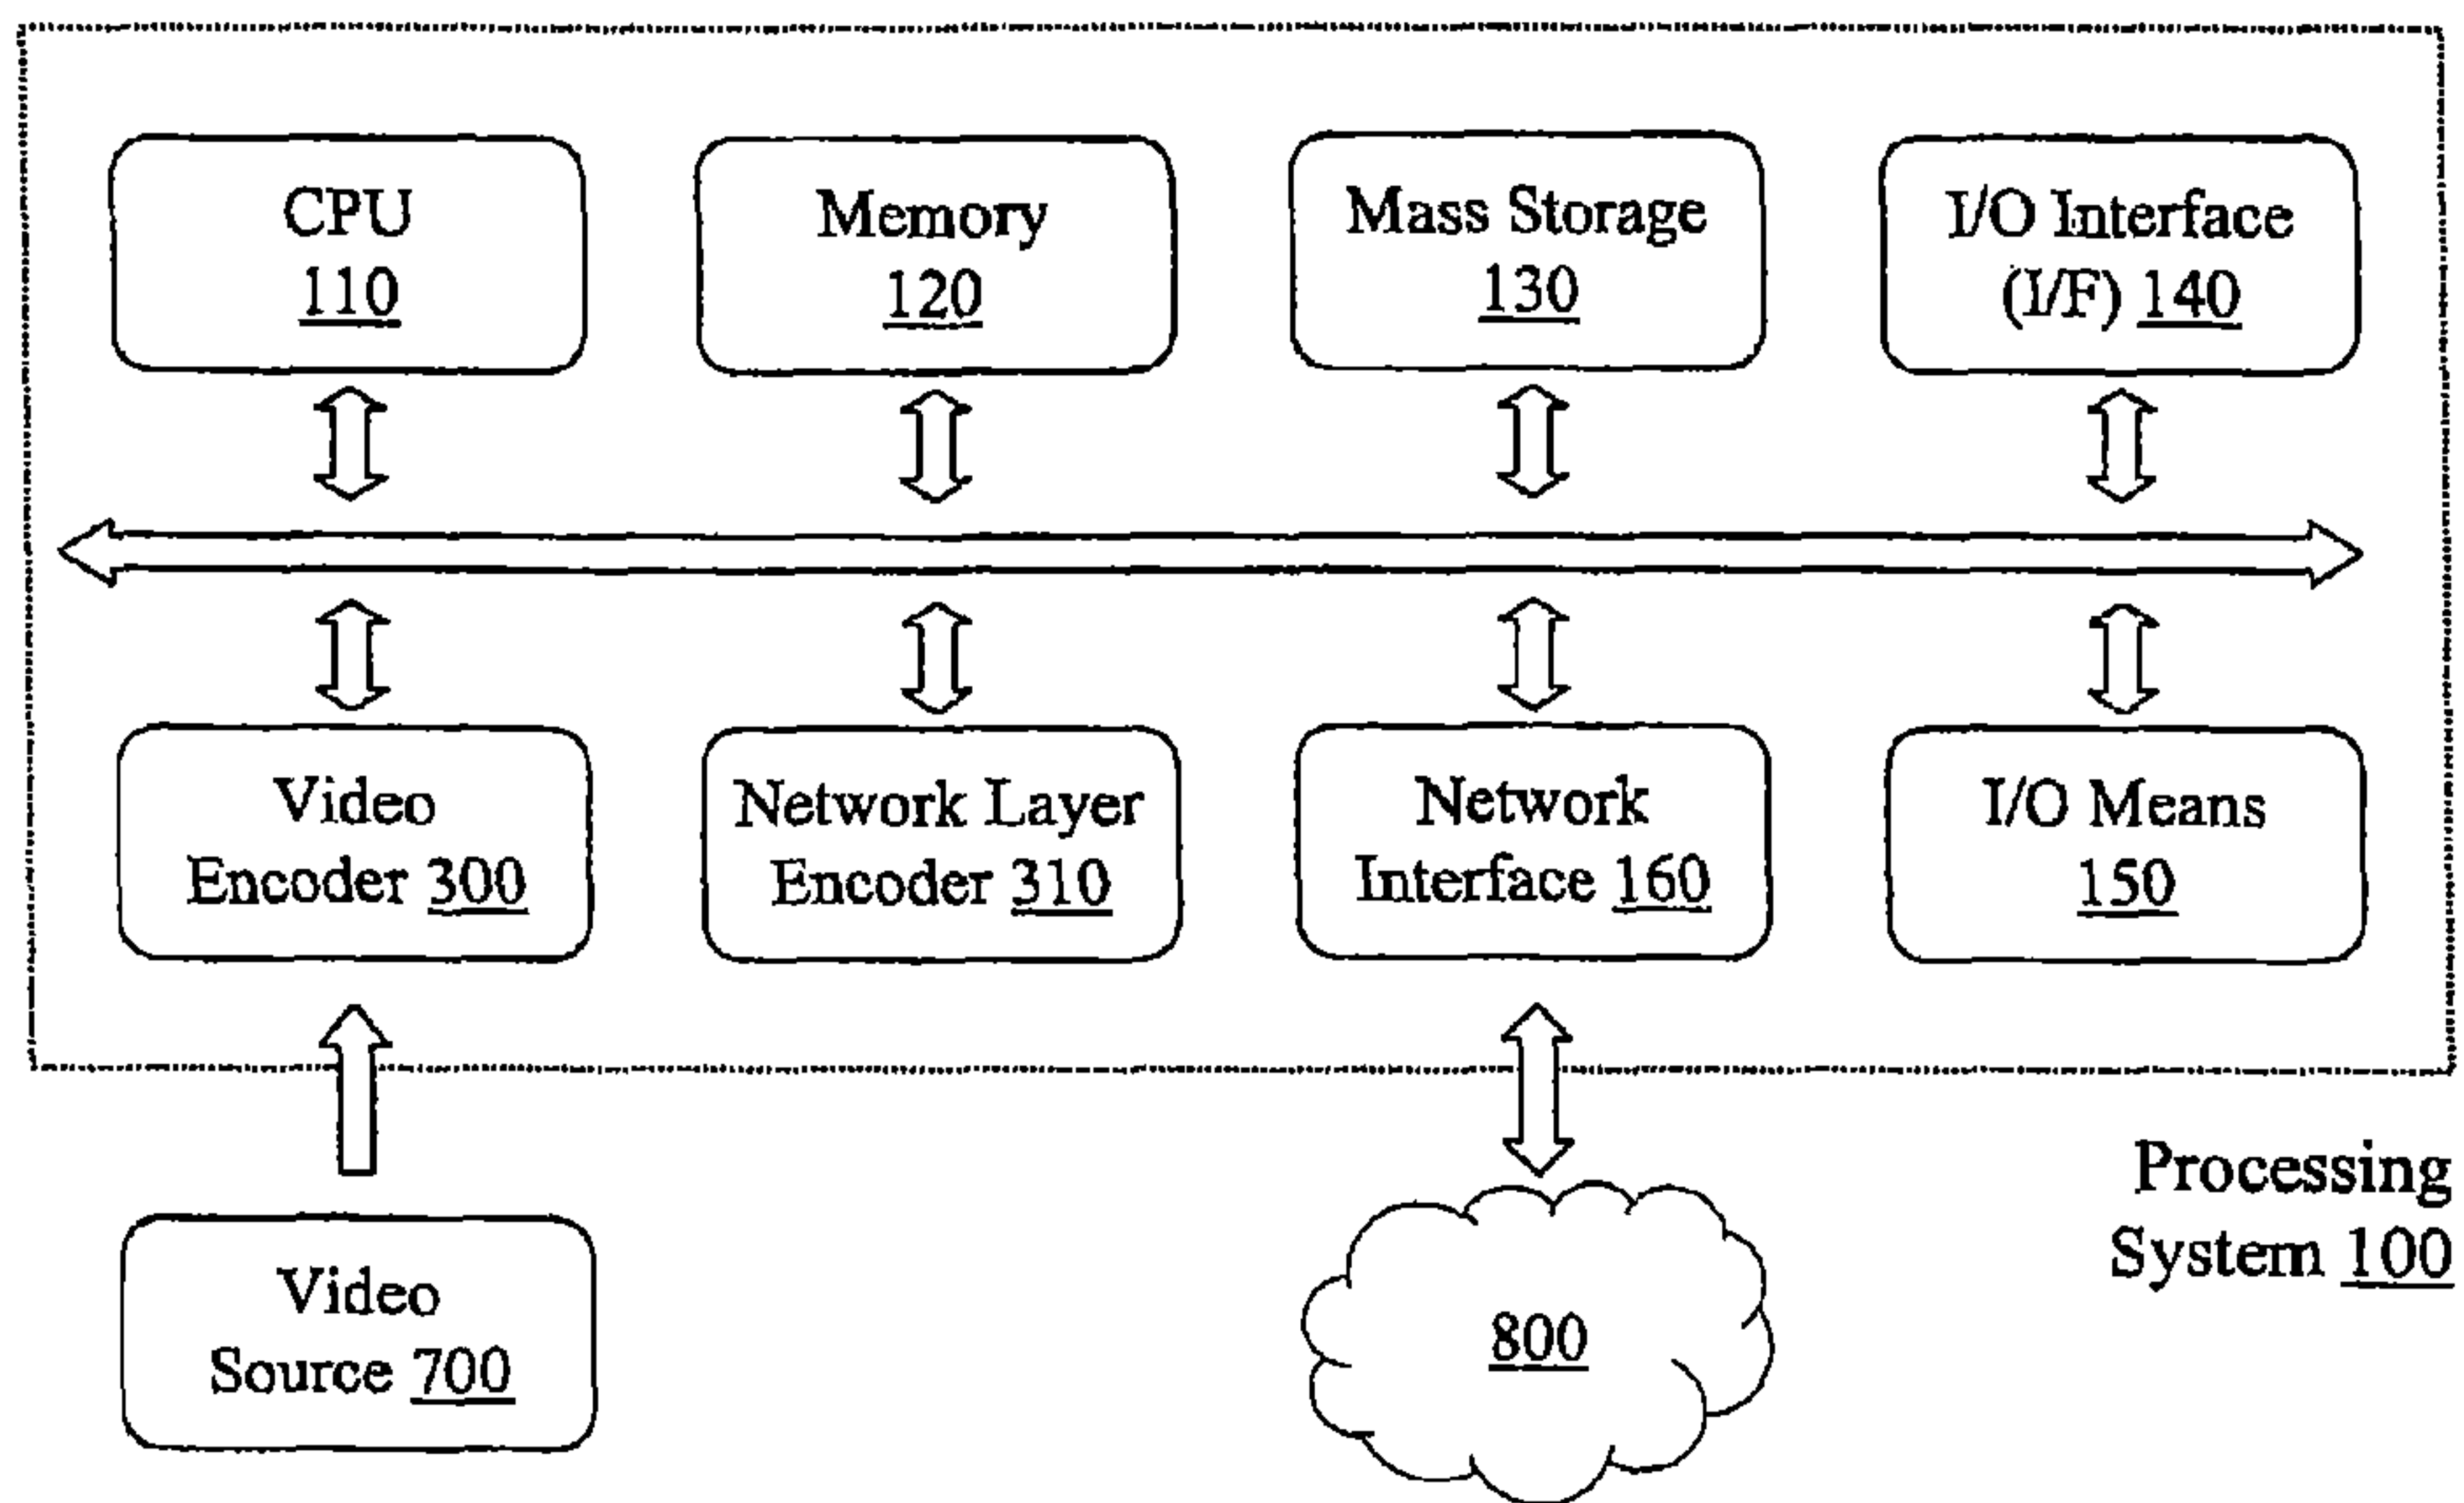 CPU
110
Memory
120
Mass Storage
130
I/O Interface
(I/F) 140
Video
Encoder 300
Network Layer
Encoder 310
Network
Interface 160
I/O Means
150
Processing
System 100
Video
Source 700
800